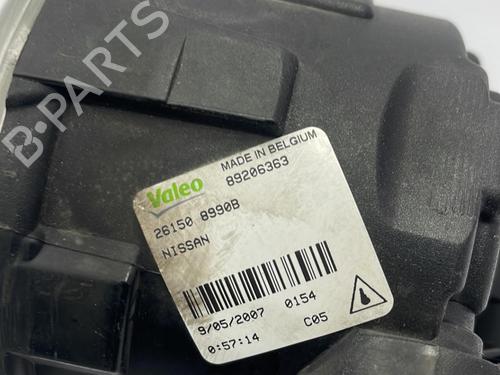 B-PARTS
Valeo
MADE IN BELGIUM
89206363
26150 8990B
NISSAN
9/05/2007 0154
0:57:14 C05